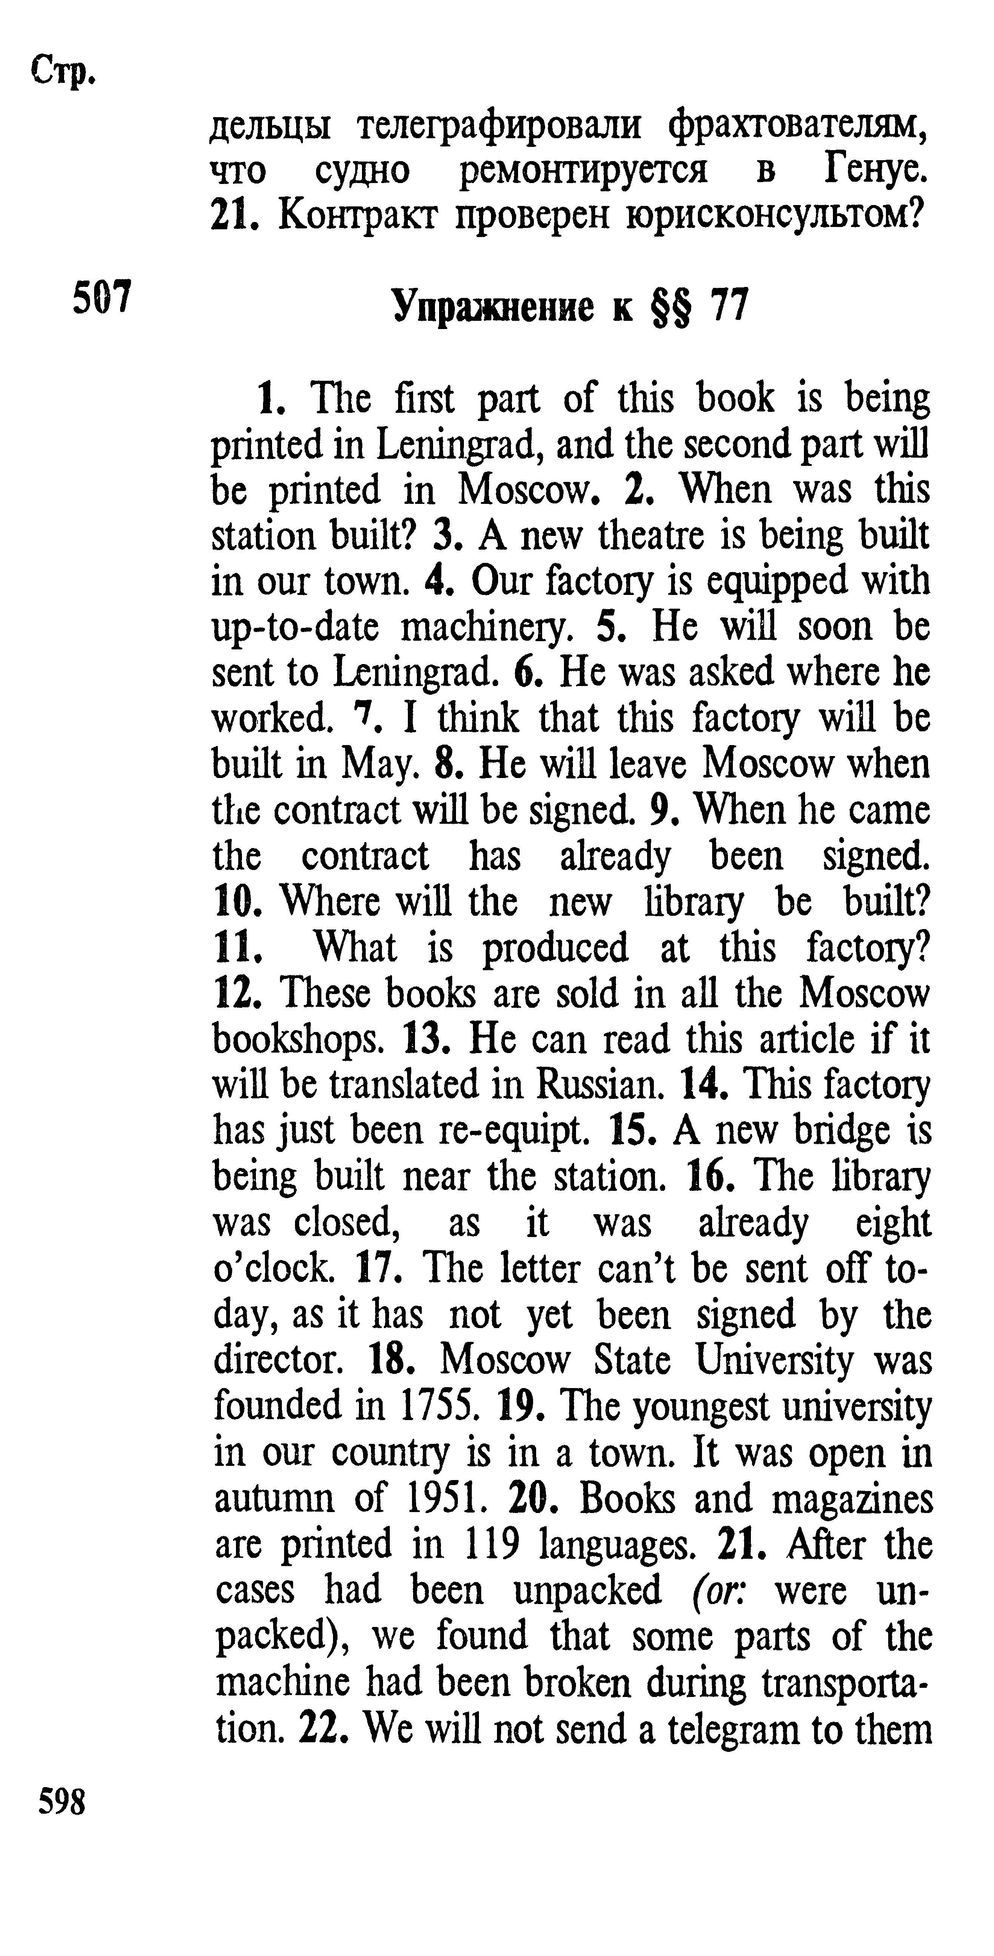 Стр.
дельцы телеграфировали фрахтователям,
что судно ремонтируется в Генуе.
21. Контракт проверен юрисконсультом?
507 Упражнение к §§ 77
1. The first part of this book is being
printed in Leningrad, and the second part will
be printed in Moscow. 2. When was this
station built? 3. A new theatre is being built
in our town. 4. Our factory is equipped with
up-to-date machinery. 5. He will soon be
sent to Leningrad. 6. He was asked where he
worked. 7. I think that this factory will be
built in May. 8. He will leave Moscow when
the contract will be signed. 9. When he came
the contract has already been signed.
10. Where will the new library be built?
11. What is produced at this factory?
12. These books are sold in all the Moscow
bookshops. 13. He can read this article if it
will be translated in Russian. 14. This factory
has just been re-equipt. 15. A new bridge is
being built near the station. 16. The library
was closed, as it was already eight
o'clock. 17. The letter can't be sent off to-
day, as it has not yet been signed by the
director. 18. Moscow State University was
founded in 1755. 19. The youngest university
in our country is in a town. It was open in
autumn of 1951. 20. Books and magazines
are printed in 119 languages. 21. After the
cases had been unpacked (or: were un-
packed), we found that some parts of the
machine had been broken during transporta-
tion. 22. We will not send a telegram to them
598